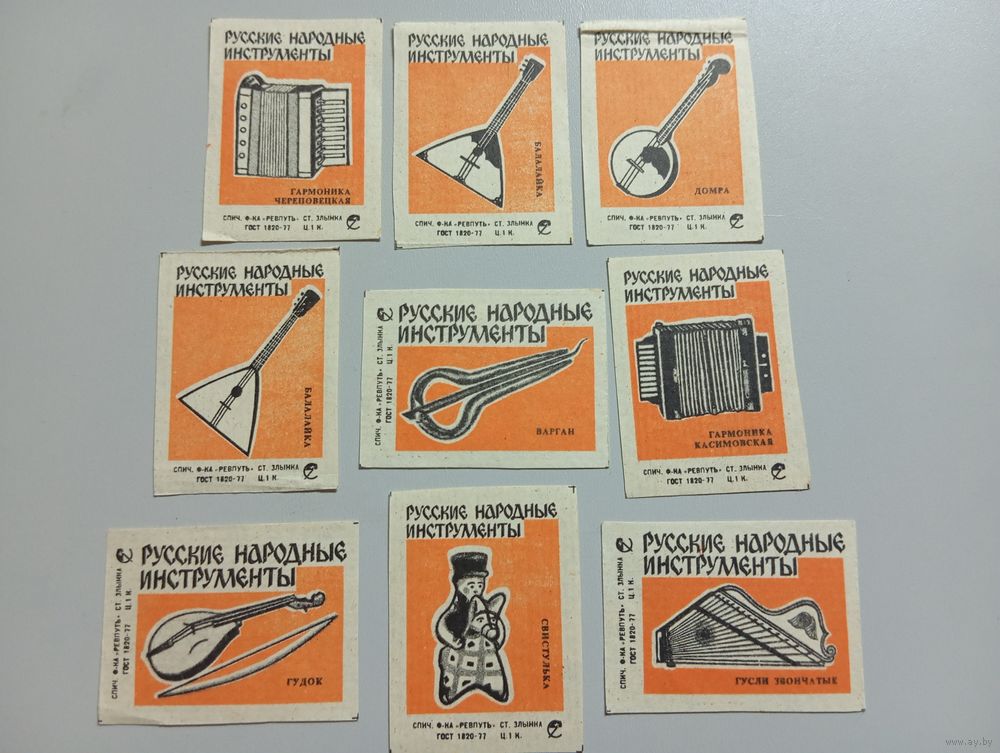 РУССКИЕ НАРОДНЫЕ
ИНСТРУМЕНТЫ
ГАРМОНИКА
ЧЕРЕПОВЕЦКАЯ
СПИЧ. Ф-КА «РЕВПУТЬ» СТ. ЗЛЫНКА
ГОСТ 1820-77 Ц. 1 К.
РУССКИЕ НАРОДНЫЕ
ИНСТРУМЕНТЫ
БАЛАЛАЙКА
СПИЧ. Ф-КА «РЕВПУТЬ» СТ. ЗЛЫНКА
ГОСТ 1820-77 Ц. 1 К.
РУССКИЕ НАРОДНЫЕ
ИНСТРУМЕНТЫ
ДОМРА
СПИЧ. Ф-КА «РЕВПУТЬ» СТ. ЗЛЫНКА
ГОСТ 1820-77 Ц. 1 К.
РУССКИЕ НАРОДНЫЕ
ИНСТРУМЕНТЫ
БАЛАЛАЙКА
СПИЧ. Ф-КА «РЕВПУТЬ» СТ. ЗЛЫНКА
ГОСТ 1820-77 Ц. 1 К.
РУССКИЕ НАРОДНЫЕ
ИНСТРУМЕНТЫ
ВАРГАН
СПИЧ. Ф-КА «РЕВПУТЬ» СТ. ЗЛЫНКА
ГОСТ 1820-77 Ц. 1 К.
РУССКИЕ НАРОДНЫЕ
ИНСТРУМЕНТЫ
ГАРМОНИКА
КАСИМОВСКАЯ
СПИЧ. Ф-КА «РЕВПУТЬ» СТ. ЗЛЫНКА
ГОСТ 1820-77 Ц. 1 К.
РУССКИЕ НАРОДНЫЕ
ИНСТРУМЕНТЫ
ГУДОК
СПИЧ. Ф-КА «РЕВПУТЬ» СТ. ЗЛЫНКА
ГОСТ 1820-77 Ц. 1 К.
РУССКИЕ НАРОДНЫЕ
ИНСТРУМЕНТЫ
СВИСТУЛЬКА
СПИЧ. Ф-КА «РЕВПУТЬ» СТ. ЗЛЫНКА
ГОСТ 1820-77 Ц. 1 К.
РУССКИЕ НАРОДНЫЕ
ИНСТРУМЕНТЫ
ГУСЛИ ЗВОНЧАТЫЕ
СПИЧ. Ф-КА «РЕВПУТЬ» СТ. ЗЛЫНКА
ГОСТ 1820-77 Ц. 1 К.
www.ay.by